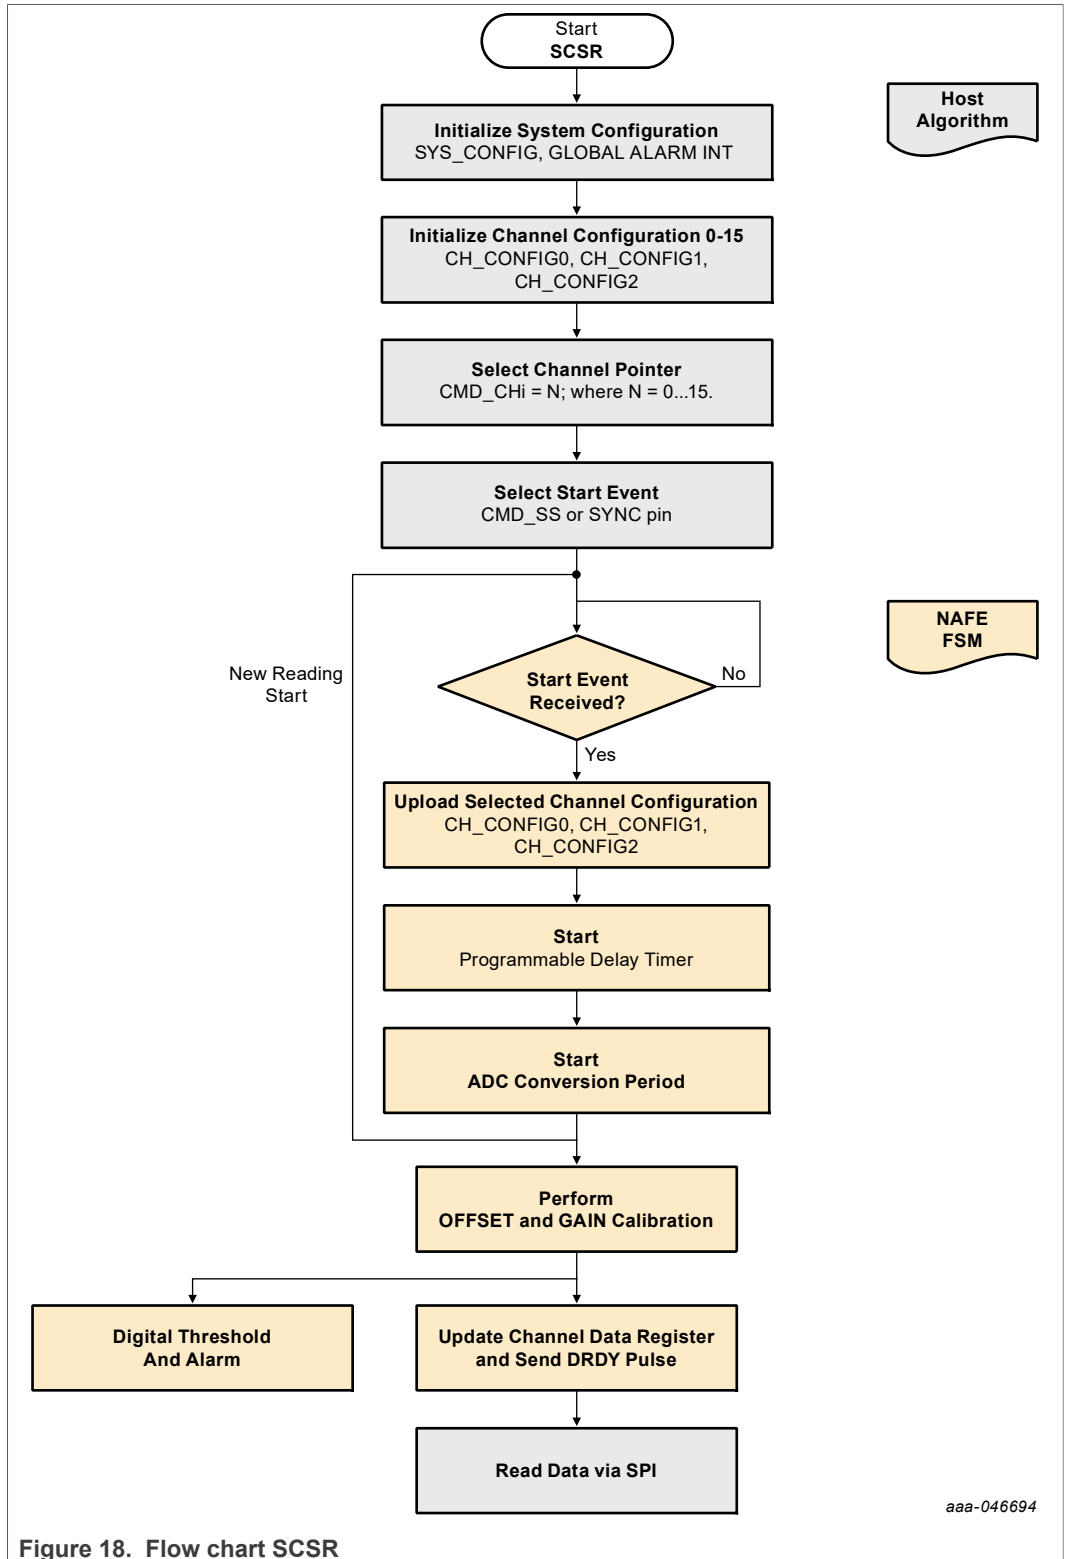 Start
SCSR
Host
Algorithm
Initialize System Configuration
SYS_CONFIG, GLOBAL ALARM INT
Initialize Channel Configuration 0-15
CH_CONFIG0, CH_CONFIG1,
CH_CONFIG2
Select Channel Pointer
CMD_CHi = N; where N = 0...15.
Select Start Event
CMD_SS or SYNC pin
NAFE
FSM
New Reading
Start
Start Event
Received?
No
Yes
Upload Selected Channel Configuration
CH_CONFIG0, CH_CONFIG1,
CH_CONFIG2
Start
Programmable Delay Timer
Start
ADC Conversion Period
Perform
OFFSET and GAIN Calibration
Digital Threshold
And Alarm
Update Channel Data Register
and Send DRDY Pulse
Read Data via SPI
aaa-046694
Figure 18. Flow chart SCSR